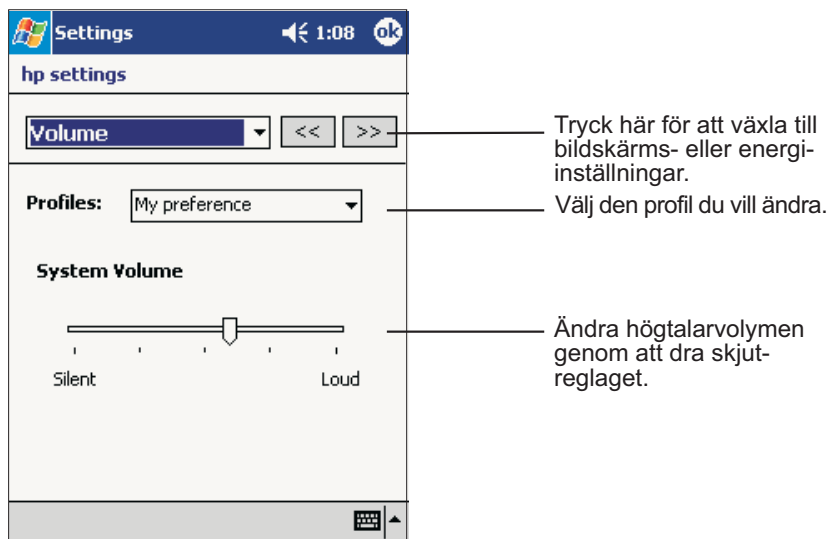 Settings 1:08 ok
hp settings
Volume << >>
Tryck här för att växla till
bildskärms- eller energi-
inställningar.
Profiles: My preference
Välj den profil du vill ändra.
System Volume
Silent Loud
Ändra högtalarvolymen
genom att dra skjut-
reglaget.